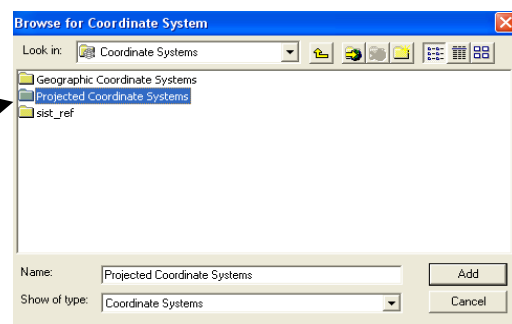 Browse for Coordinate System
Look in: Coordinate Systems
Geographic Coordinate Systems
Projected Coordinate Systems
sist_ref
Name: Projected Coordinate Systems Add
Show of type: Coordinate Systems Cancel